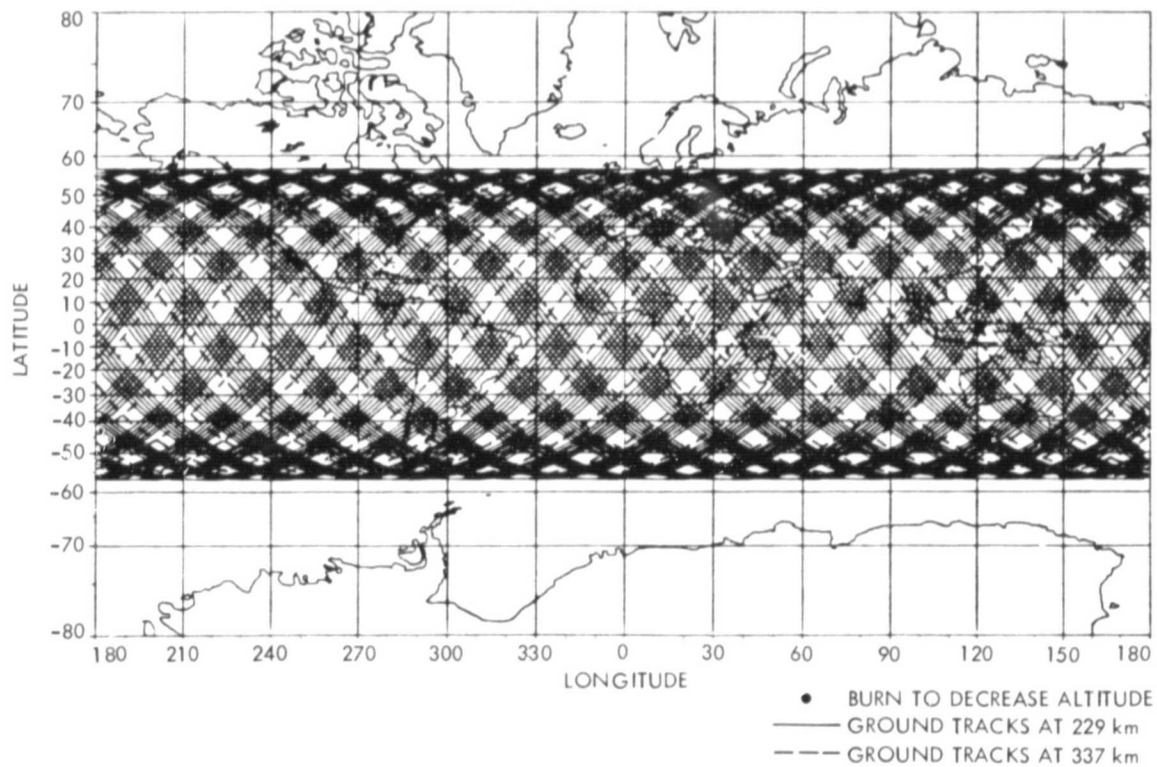 80
70
60
50
40
30
20
10
0
-10
-20
-30
-40
-50
-60
-70
-80
LATITUDE
180 210 240 270 300 330 0 30 60 90 120 150 180
LONGITUDE
BURN TO DECREASE ALTITUDE
GROUND TRACKS AT 229 km
GROUND TRACKS AT 337 km